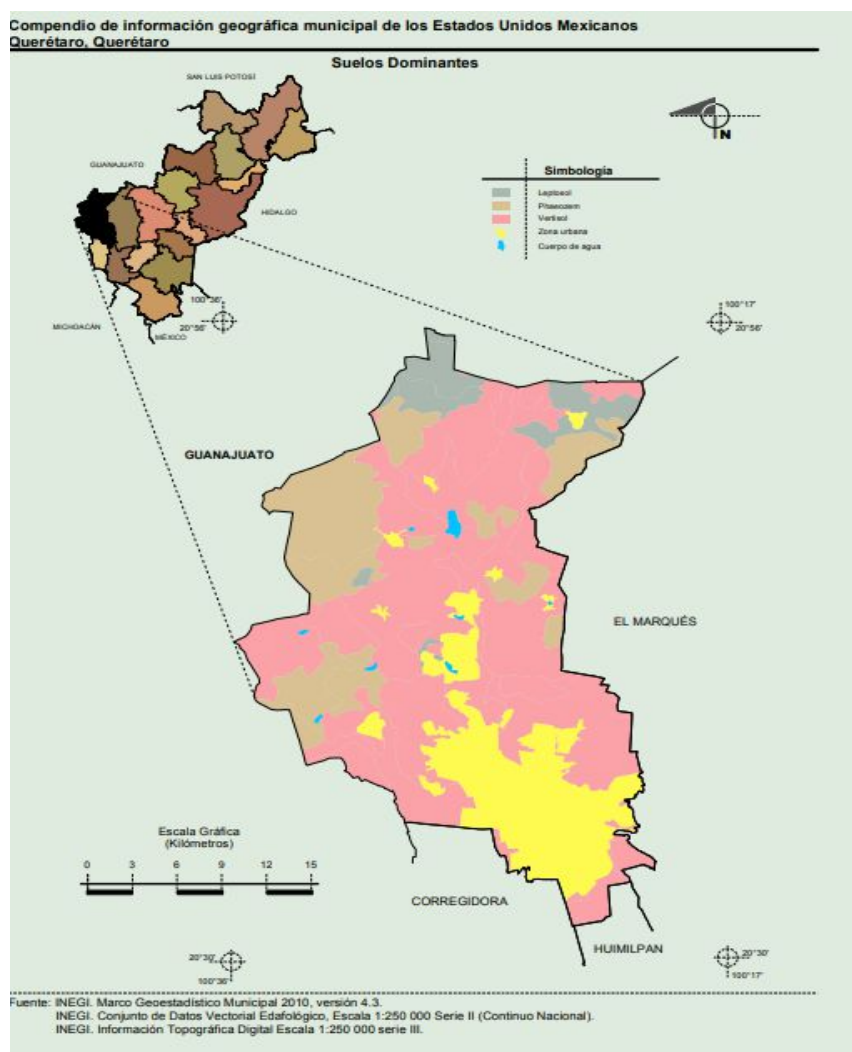 Compendio de información geográfica municipal de los Estados Unidos Mexicanos
Querétaro, Querétaro
Suelos Dominantes
SAN LUIS POTOSÍ
GUANAJUATO
HIDALGO
MICHOACÁN
MÉXICO
N
Simbología
Leptosol
Phaeozem
Vertisol
Zona urbana
Cuerpo de agua
100°36'
20°56'
100°17'
20°56'
GUANAJUATO
EL MARQUÉS
Escala Gráfica
(Kilómetros)
0 3 6 9 12 15
CORREGIDORA
HUIMILPAN
20°30'
100°36'
20°30'
100°17'
Fuente: INEGI. Marco Geoestadístico Municipal 2010, versión 4.3.
INEGI. Conjunto de Datos Vectorial Edafológico, Escala 1:250 000 Serie II (Continuo Nacional).
INEGI. Información Topográfica Digital Escala 1:250 000 serie III.